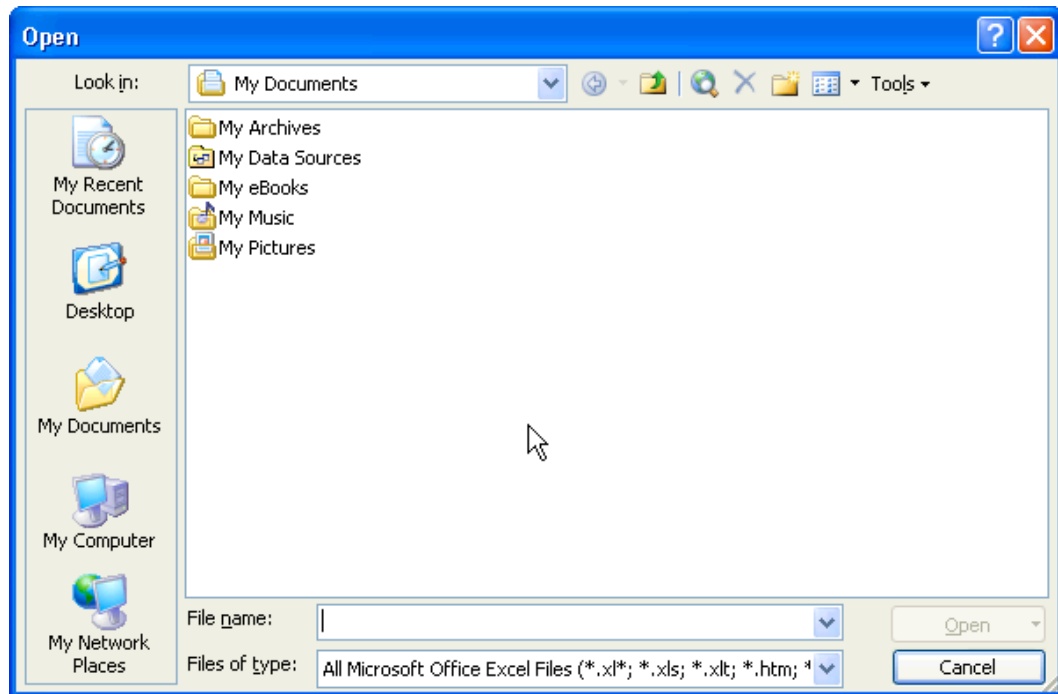 Open
Look in:
My Documents
Tools
My Recent
Documents
Desktop
My Documents
My Computer
My Network
Places
My Archives
My Data Sources
My eBooks
My Music
My Pictures
File name:
Open
Files of type:
All Microsoft Office Excel Files (*.xl*; *.xls; *.xlt; *.htm; *
Cancel